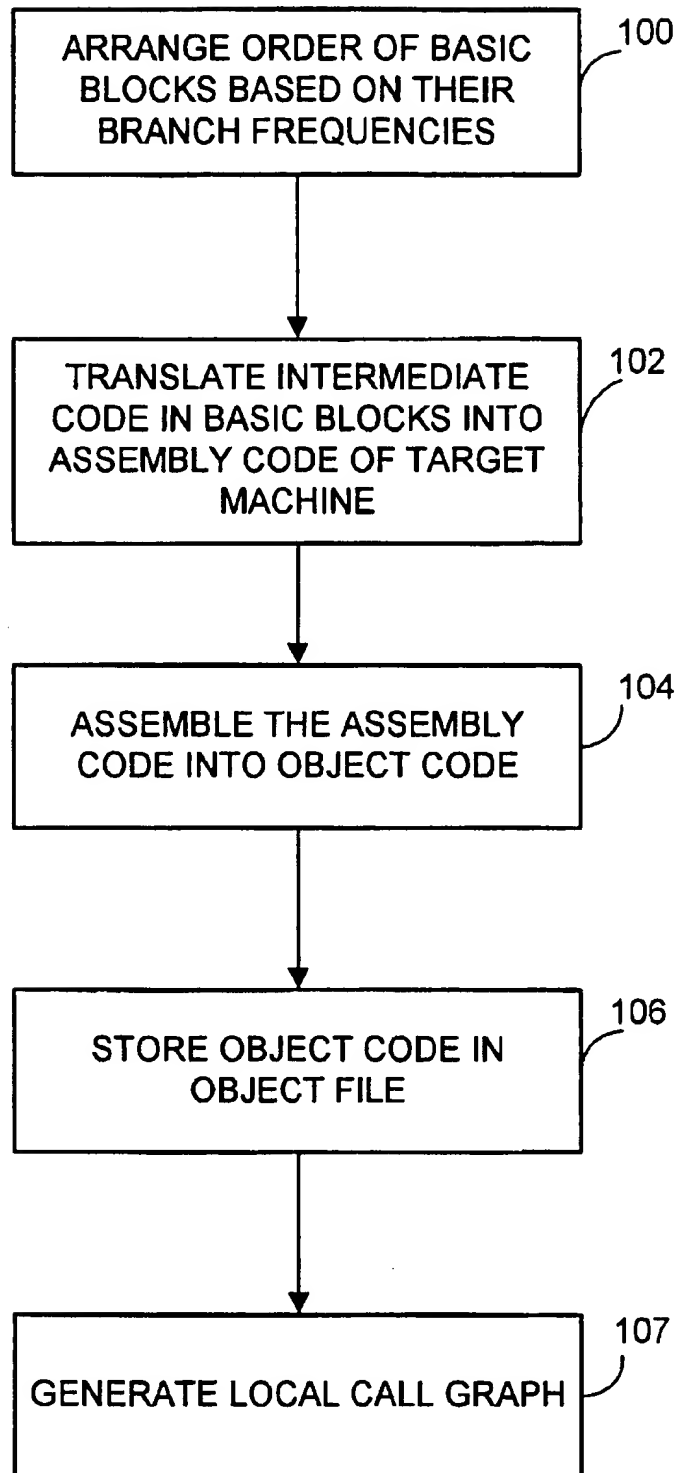 ARRANGE ORDER OF BASIC
BLOCKS BASED ON THEIR
BRANCH FREQUENCIES
100
TRANSLATE INTERMEDIATE
CODE IN BASIC BLOCKS INTO
ASSEMBLY CODE OF TARGET
MACHINE
102
ASSEMBLE THE ASSEMBLY
CODE INTO OBJECT CODE
104
STORE OBJECT CODE IN
OBJECT FILE
106
GENERATE LOCAL CALL GRAPH
107